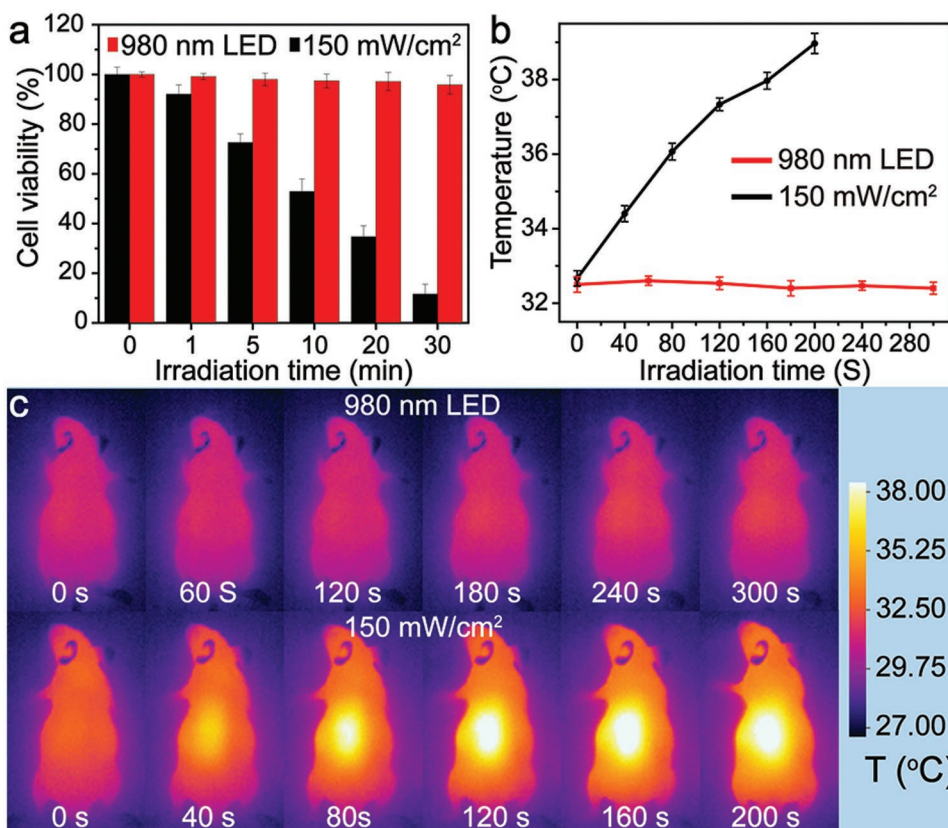 a
980 nm LED
150 mW/cm²
Cell viability (%)
120
100
80
60
40
20
0
0 1 5 10 20 30
Irradiation time (min)
b
Temperature (°C)
38
36
34
32
980 nm LED
150 mW/cm²
0 40 80 120 160 200 240 280
Irradiation time (S)
c
980 nm LED
0 s 60 S 120 s 180 s 240 s 300 s
150 mW/cm²
0 s 40 s 80s 120 s 160 s 200 s
38.00
35.25
32.50
29.75
27.00
T (°C)